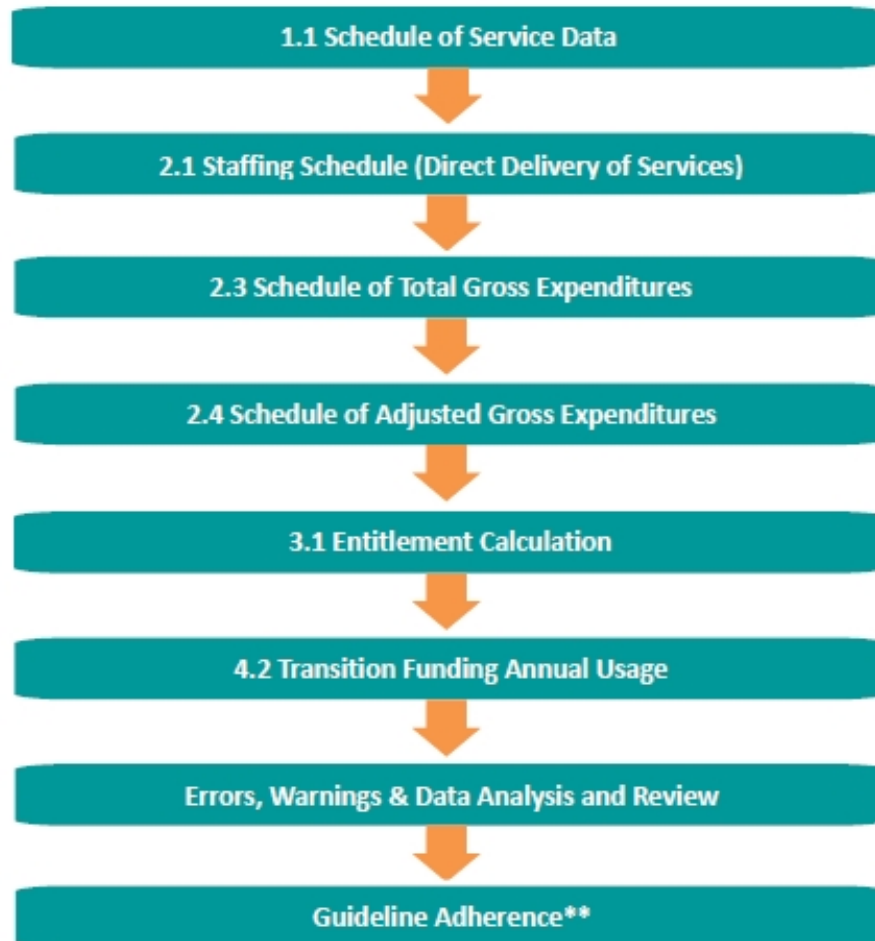 1.1 Schedule of Service Data
2.1 Staffing Schedule (Direct Delivery of Services)
2.3 Schedule of Total Gross Expenditures
2.4 Schedule of Adjusted Gross Expenditures
3.1 Entitlement Calculation
4.2 Transition Funding Annual Usage
Errors, Warnings & Data Analysis and Review
Guideline Adherence**